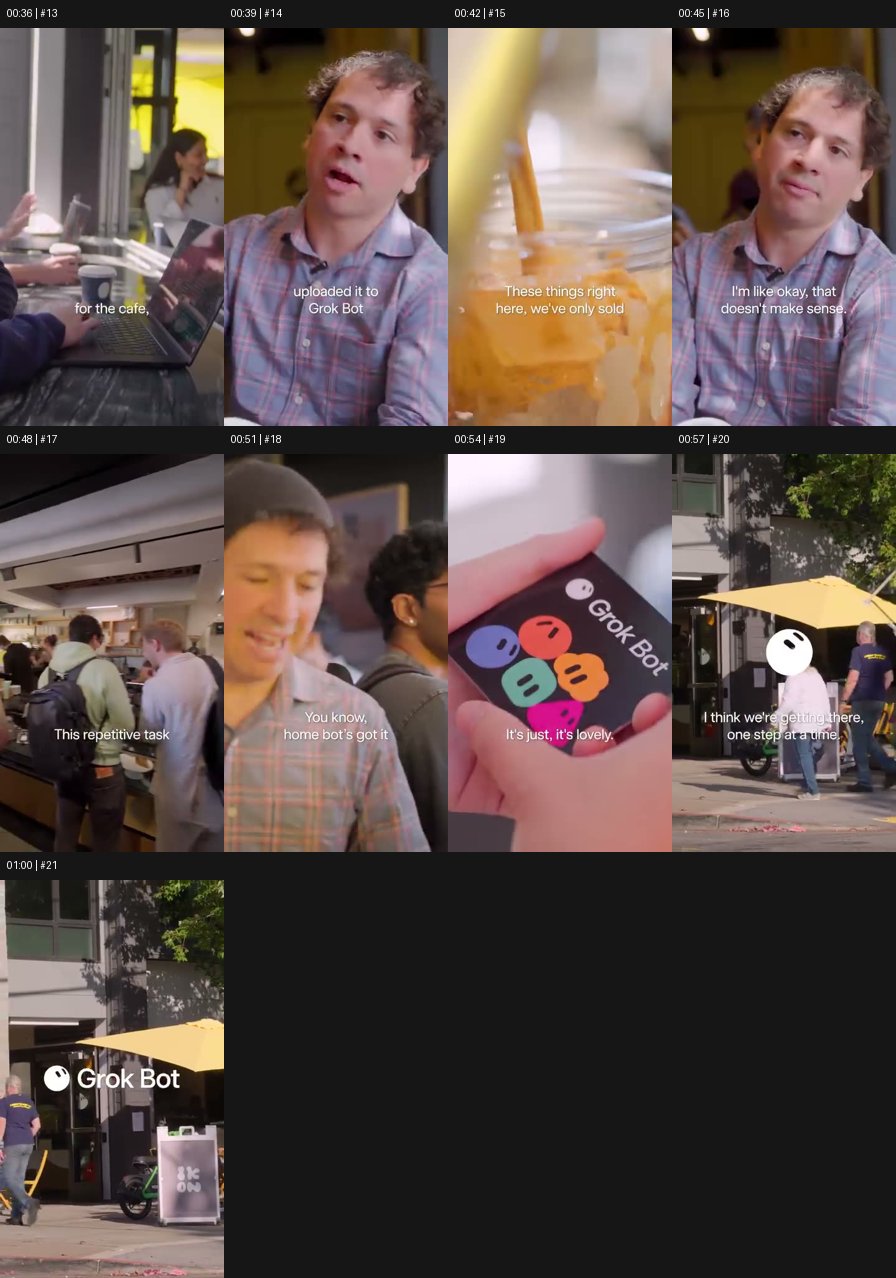 00:36 | #13
00:39 | #14
00:42 | #15
00:45 | #16
for the cafe,
uploaded it to
Grok Bot
These things right
here, we've only sold
I'm like okay, that
doesn't make sense.
00:48 | #17
00:51 | #18
00:54 | #19
00:57 | #20
This repetitive task
You know,
home bot's got it
Grok Bot
It's just, it's lovely.
I think we're getting there,
one step at a time.
01:00 | #21
Grok Bot